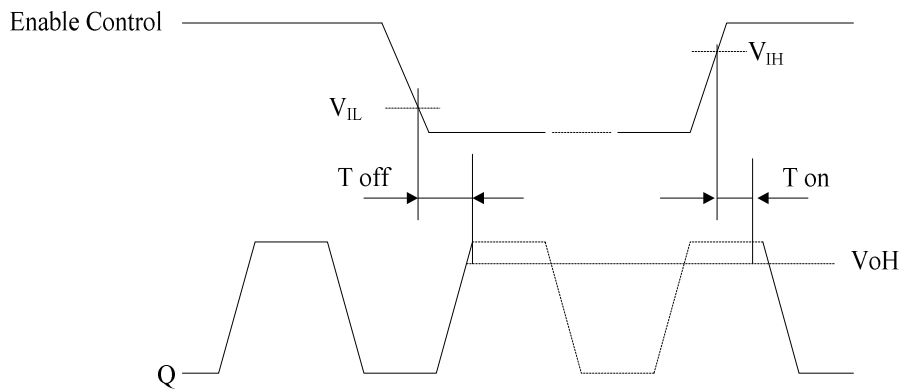 Enable Control
V_IH
V_IL
T off
T on
VoH
Q